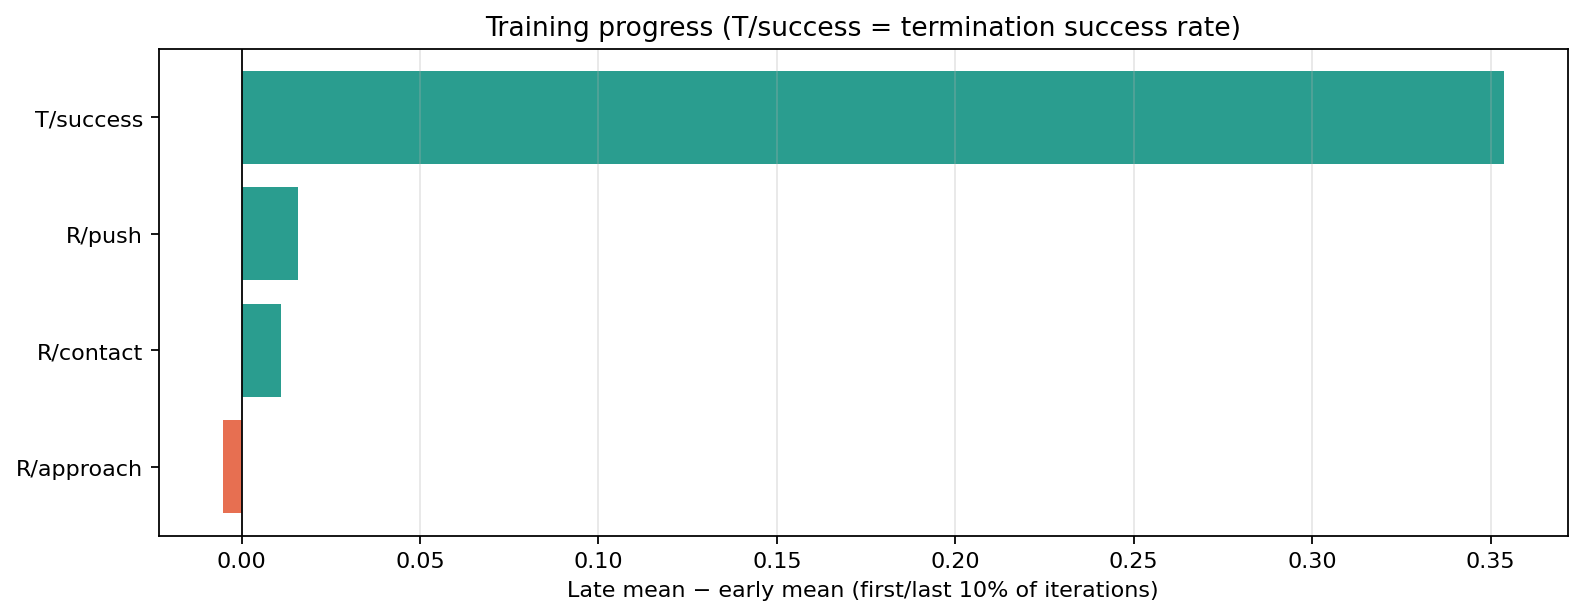 Training progress (T/success = termination success rate)
T/success
R/push
R/contact
R/approach
0.00 0.05 0.10 0.15 0.20 0.25 0.30 0.35
Late mean − early mean (first/last 10% of iterations)